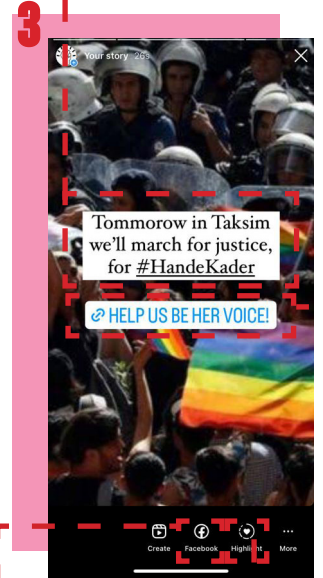 3
Your story 26s
Tommorow in Taksim
we'll march for justice,
for #HandeKader
HELP US BE HER VOICE!
Create Facebook Highlight More